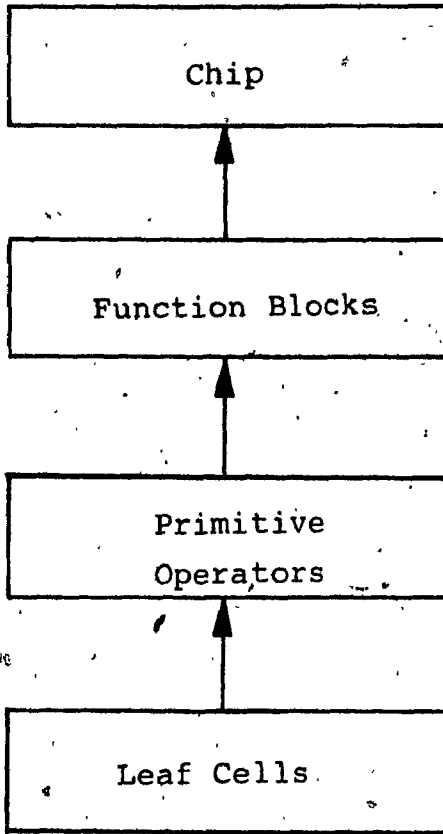 Chip
Function Blocks
Primitive
Operators
Leaf Cells